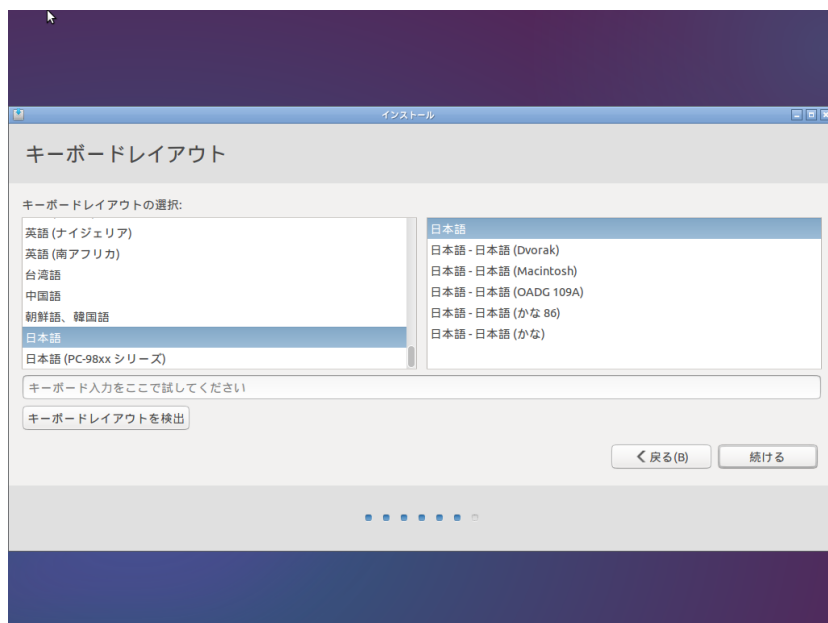 インストール
キーボードレイアウト
キーボードレイアウトの選択:
英語 (ナイジェリア)
英語 (南アフリカ)
台湾語
中国語
朝鮮語、韓国語
日本語
日本語 (PC-98xx シリーズ)
日本語
日本語 - 日本語 (Dvorak)
日本語 - 日本語 (Macintosh)
日本語 - 日本語 (OADG 109A)
日本語 - 日本語 (かな 86)
日本語 - 日本語 (かな)
キーボード入力をここで試してください
キーボードレイアウトを検出
戻る(B)
続ける